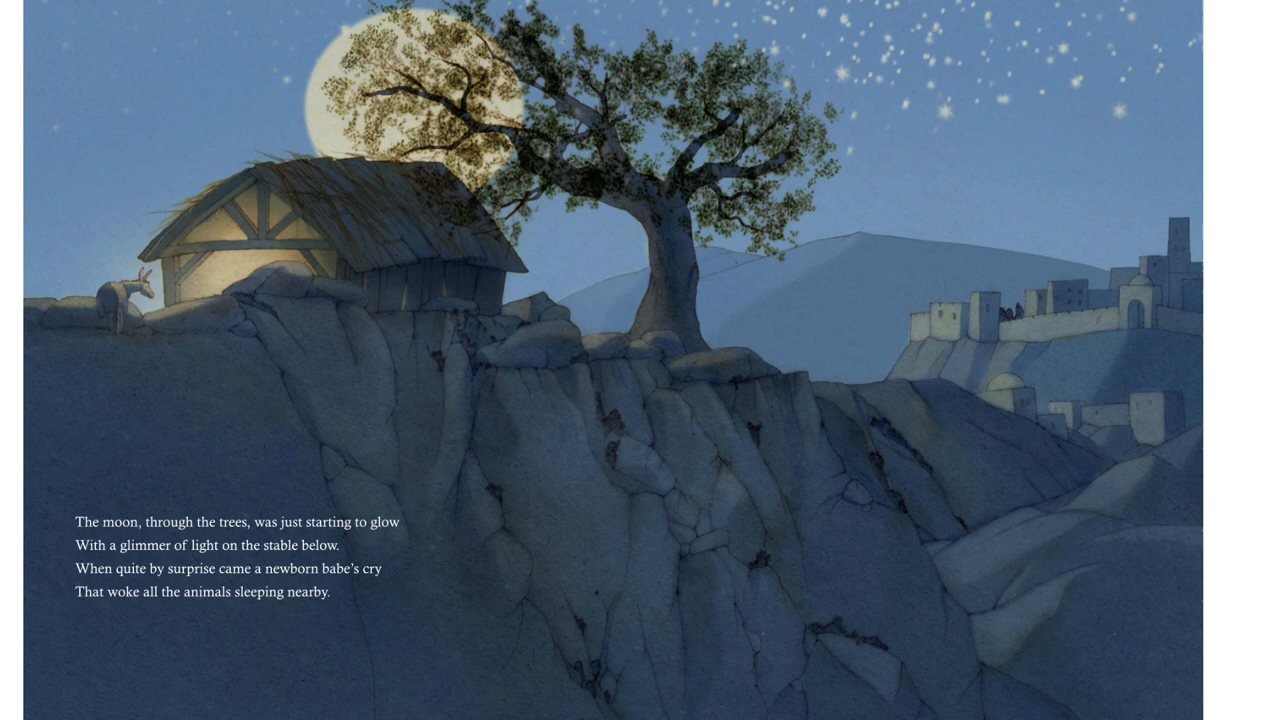 The moon, through the trees, was just starting to glow
With a glimmer of light on the stable below.
When quite by surprise came a newborn babe’s cry
That woke all the animals sleeping nearby.